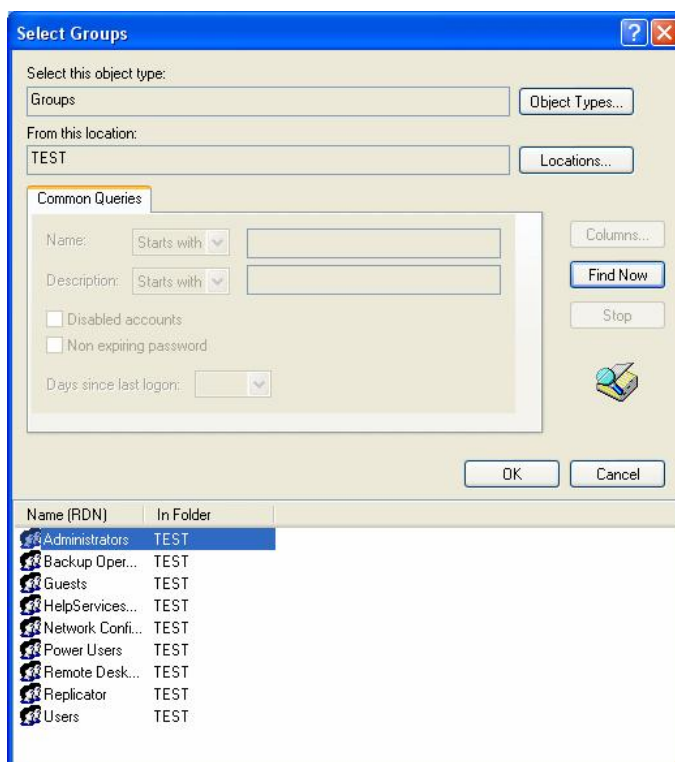 Select Groups
Select this object type:
Groups
Object Types...
From this location:
TEST
Locations...
Common Queries
Name: Starts with
Columns...
Description: Starts with
Find Now
Disabled accounts
Stop
Non expiring password
Days since last logon:
OK Cancel
Name (RDN) In Folder
Administrators TEST
Backup Oper... TEST
Guests TEST
HelpServices... TEST
Network Confi... TEST
Power Users TEST
Remote Desk... TEST
Replicator TEST
Users TEST